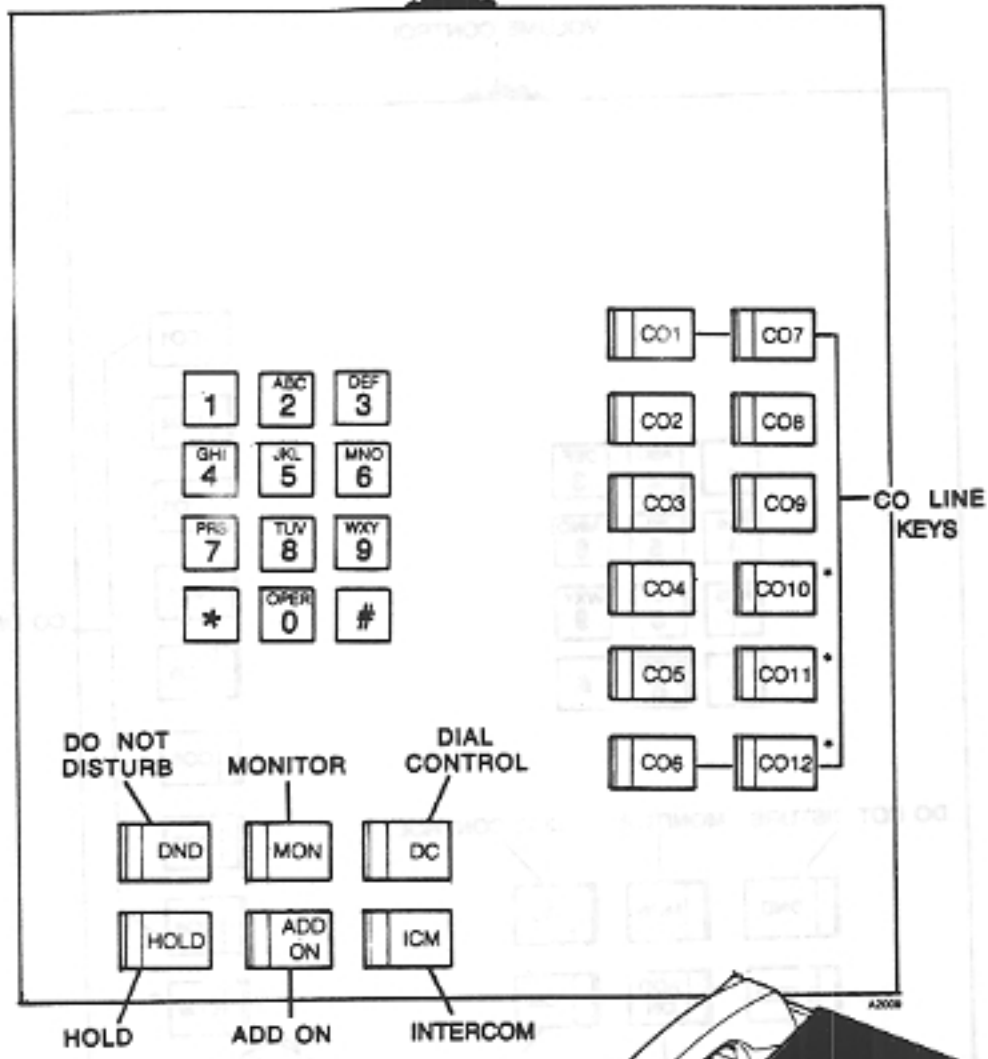 1 ABC 2 DEF 3
GHI 4 JKL 5 MNO 6
PRS 7 TUV 8 WXY 9
* OPER 0 #
CO1 CO7
CO2 CO8
CO3 CO9
CO4 CO10 *
CO5 CO11 *
CO6 CO12 *
CO LINE
KEYS
DO NOT
DISTURB
MONITOR
DIAL
CONTROL
DND MON DC
HOLD ADD ON ICM
HOLD ADD ON INTERCOM